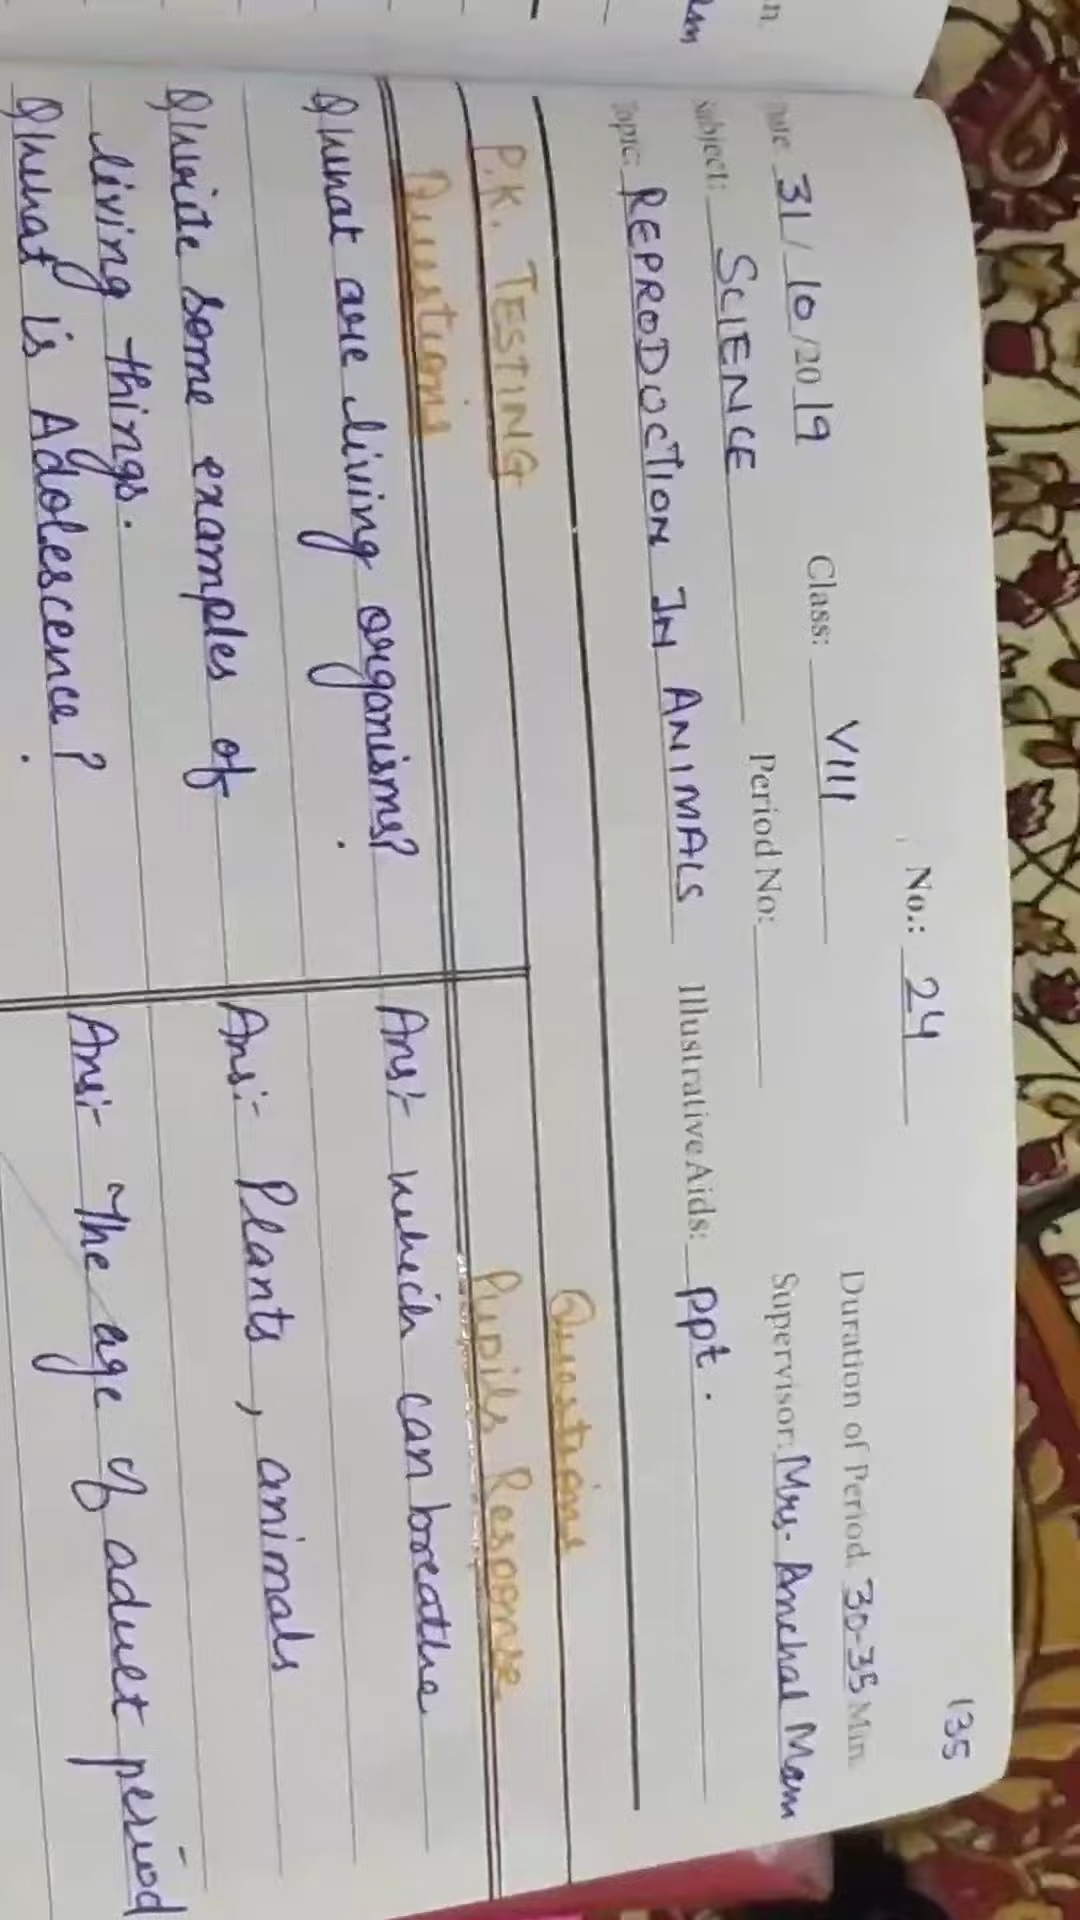 135
No.: 24
Date 31/10/2019 Class: VIII Duration of Period 30-35 Min
Subject: SCIENCE Period No: Supervisor: Mrs. Anchal Mam
Topic: REPRODUCTION IN ANIMALS Illustrative Aids: PPt.
Questions
P.K. TESTING
Questions Pupils Response
Q What are living organisms? Ans:- Which can breathe
Q Write some examples of Ans:- Plants, animals
living things.
Q What is Adolescence? Ans:- The age of aduet period